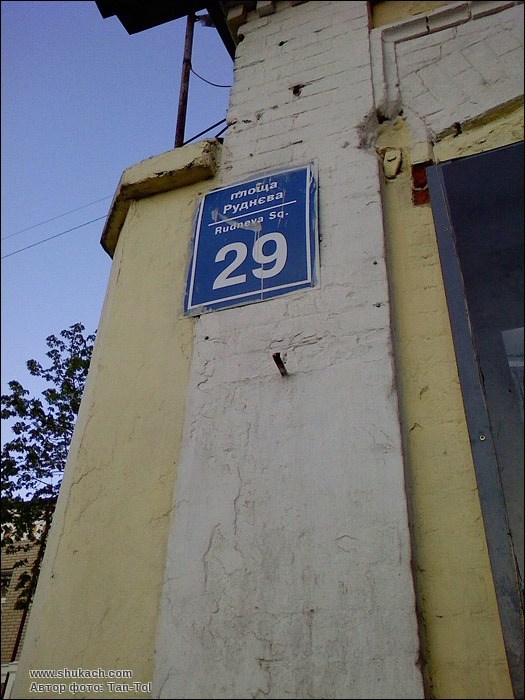 площа
Руднєва
Rudneva Sq.
29
www.shukach.com
Автор фото: Tan-Tol